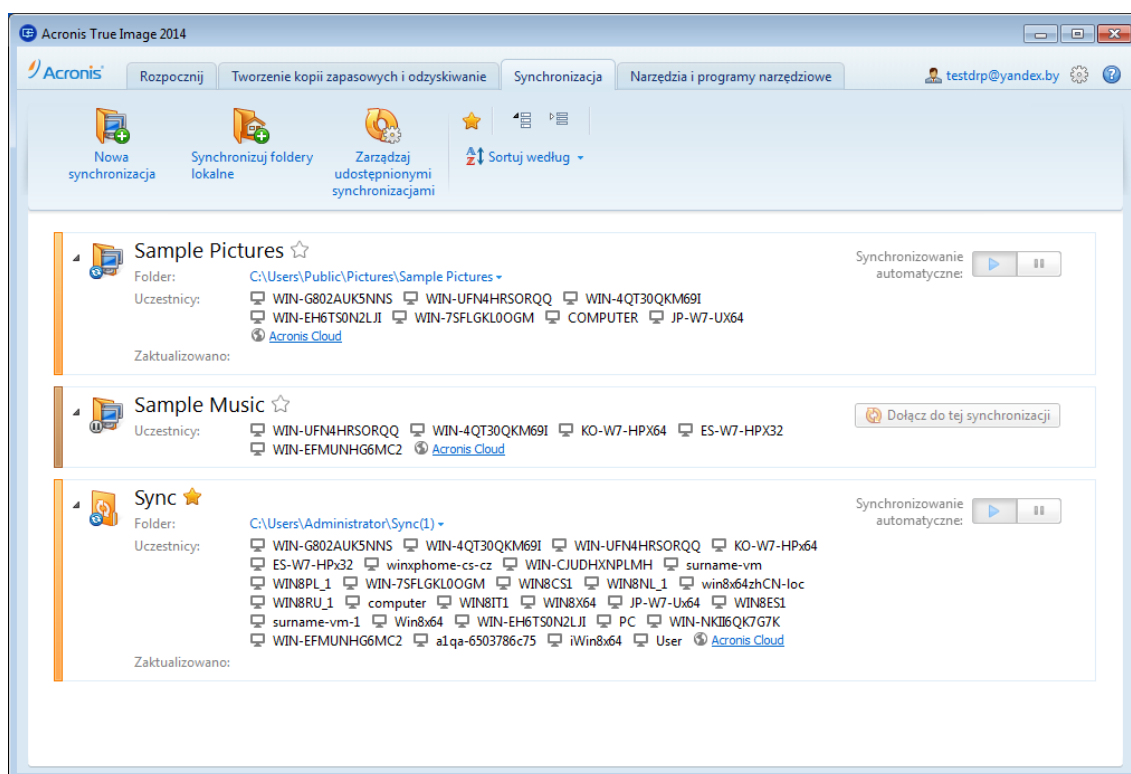 Acronis True Image 2014
Acronis
Rozpocznij
Tworzenie kopii zapasowych i odzyskiwanie
Synchronizacja
Narzędzia i programy narzędziowe
testdrp@yandex.by
Nowa
synchronizacja
Synchronizuj foldery
lokalne
Zarządzaj
udostępnionymi
synchronizacjami
Sortuj według
Sample Pictures
Synchronizowanie
automatyczne:
Folder: C:\Users\Public\Pictures\Sample Pictures
Uczestnicy: WIN-G802AUK5NNS WIN-UFN4HRSORQQ WIN-4QT30QKM69I
WIN-EH6TS0N2LJI WIN-7SFLGKL0OGM COMPUTER JP-W7-UX64
Acronis Cloud
Zaktualizowano:
Sample Music
Dołącz do tej synchronizacji
Uczestnicy: WIN-UFN4HRSORQQ WIN-4QT30QKM69I KO-W7-HPX64 ES-W7-HPX32
WIN-EFMUNHG6MC2 Acronis Cloud
Sync
Synchronizowanie
automatyczne:
Folder: C:\Users\Administrator\Sync(1)
Uczestnicy: WIN-G802AUK5NNS WIN-4QT30QKM69I WIN-UFN4HRSORQQ KO-W7-HPx64
ES-W7-HPx32 winxphome-cs-cz WIN-CJUDHXNPLMH surname-vm
WIN8PL_1 WIN-7SFLGKL0OGM WIN8CS1 WIN8NL_1 win8x64zhCN-loc
WIN8RU_1 computer WIN8IT1 WIN8X64 JP-W7-Ux64 WIN8ES1
surname-vm-1 Win8x64 WIN-EH6TS0N2LJI PC WIN-NKII6QK7G7K
WIN-EFMUNHG6MC2 a1qa-6503786c75 iWin8x64 User Acronis Cloud
Zaktualizowano: